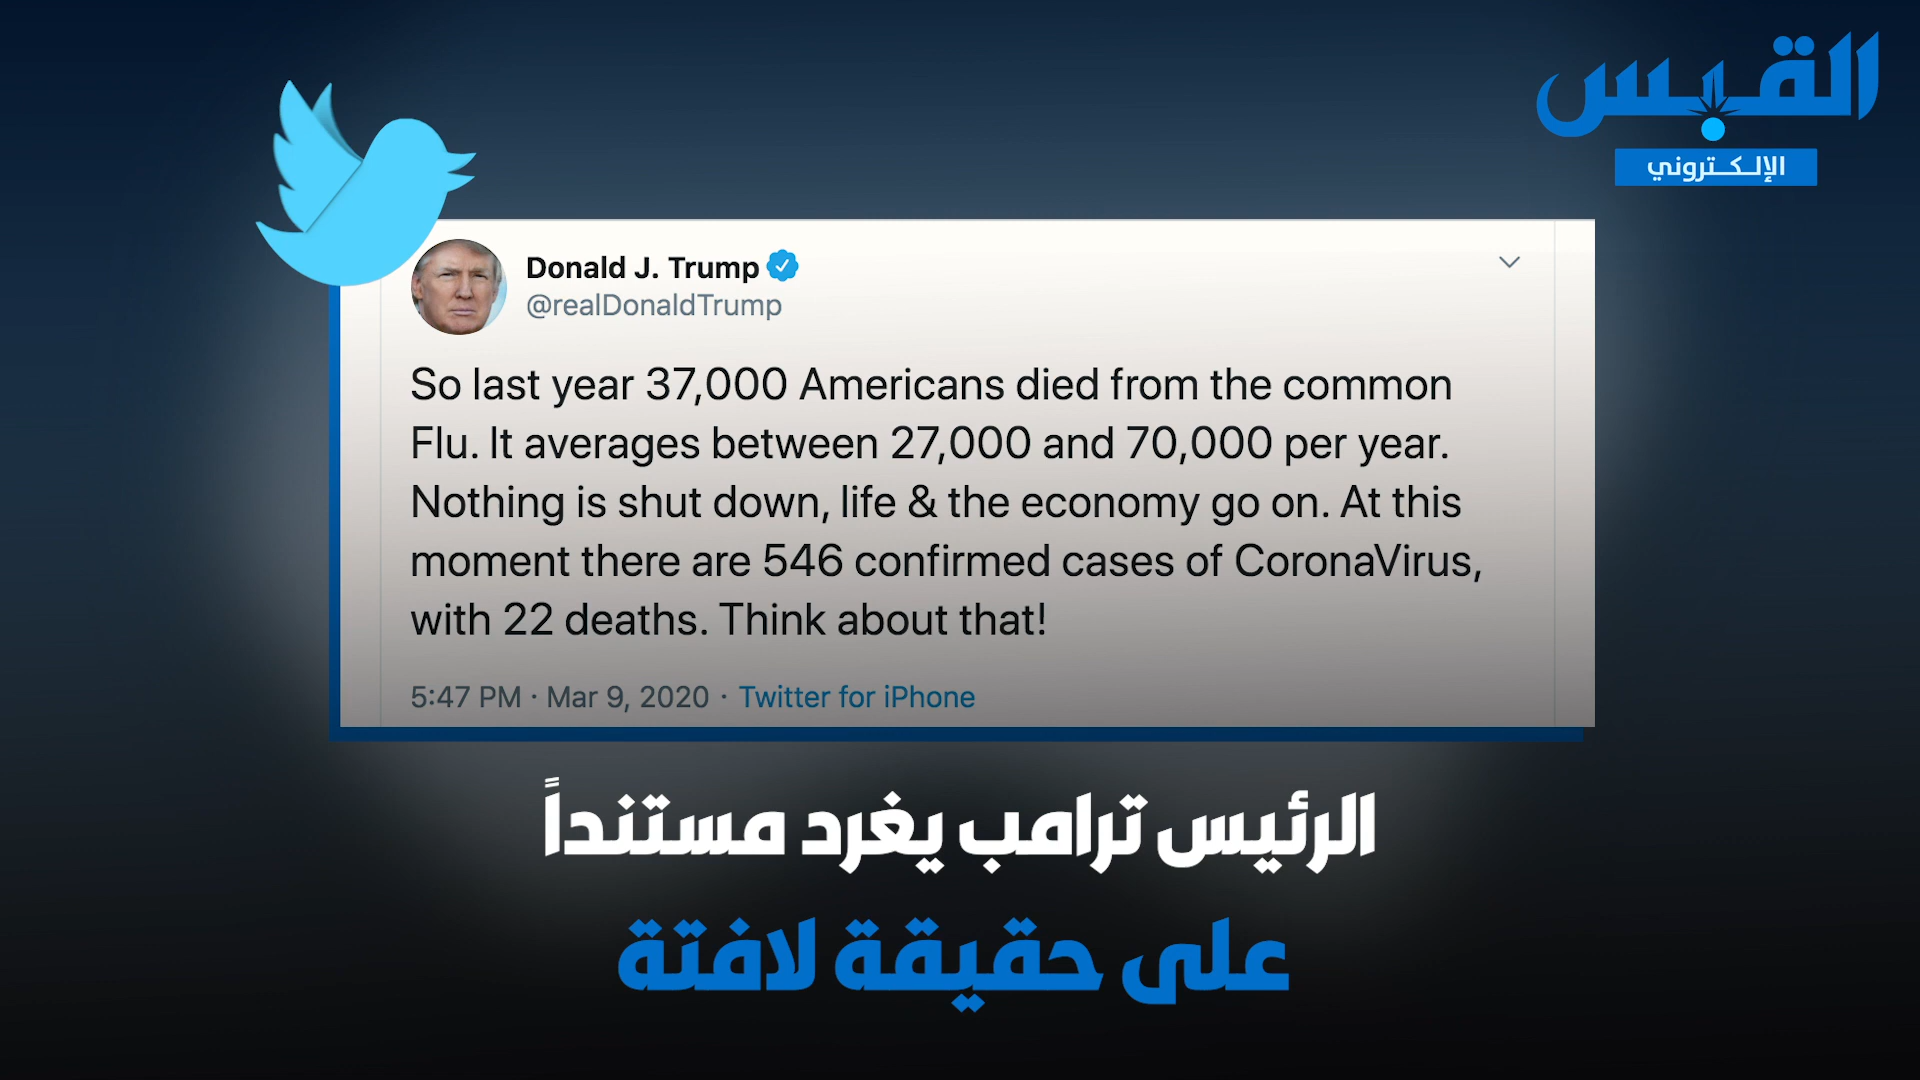 القبس
الإلكتروني
Donald J. Trump
@realDonaldTrump
So last year 37,000 Americans died from the common
Flu. It averages between 27,000 and 70,000 per year.
Nothing is shut down, life & the economy go on. At this
moment there are 546 confirmed cases of CoronaVirus,
with 22 deaths. Think about that!
5:47 PM · Mar 9, 2020 · Twitter for iPhone
الرئيس ترامب يغرد مستنداً
على حقيقة لافتة